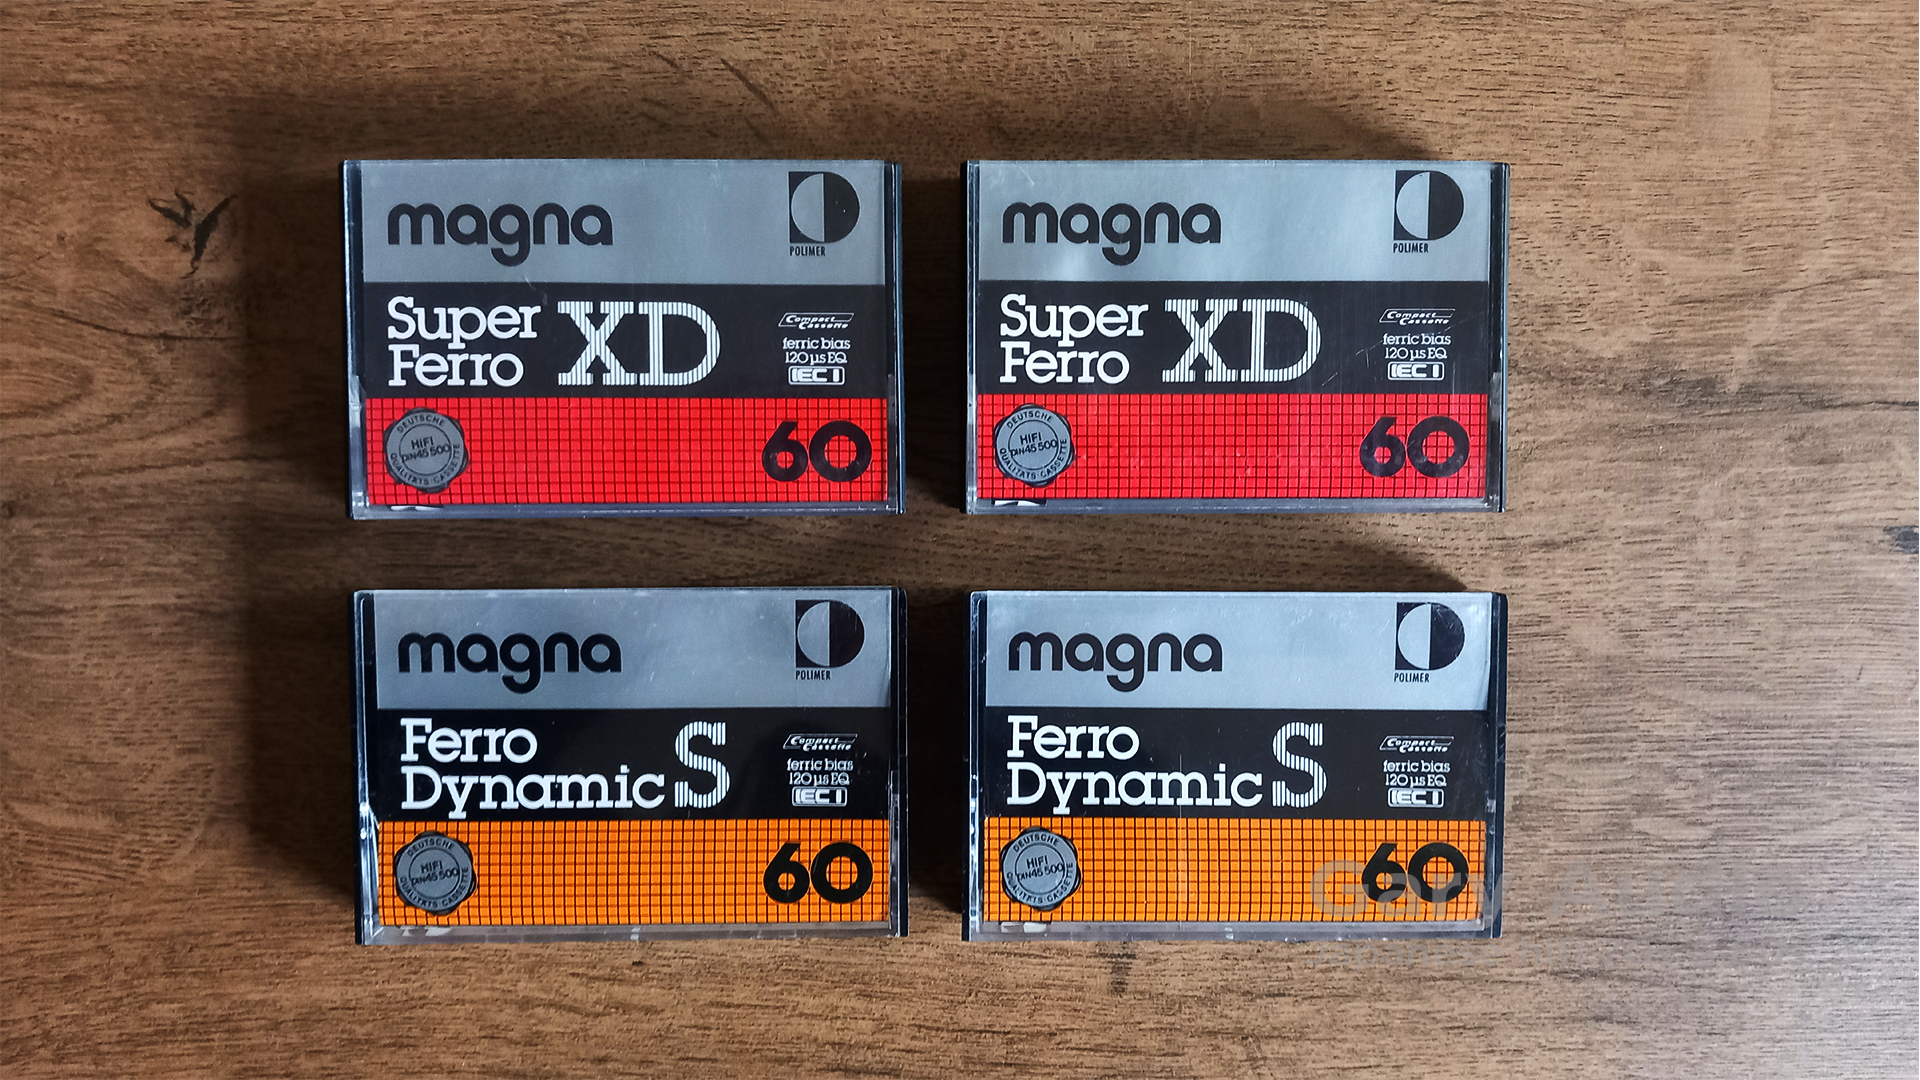 magna
POLIMER
Super
Ferro XD
Compact
Cassette
ferric bias
120 µs EQ
IEC I
DEUTSCHE
HiFi
DIN 45 500
QUALITÄTS-CASSETTE
60
magna
POLIMER
Super
Ferro XD
Compact
Cassette
ferric bias
120 µs EQ
IEC I
DEUTSCHE
HiFi
DIN 45 500
QUALITÄTS-CASSETTE
60
magna
POLIMER
Ferro
Dynamic S
Compact
Cassette
ferric bias
120 µs EQ
IEC I
DEUTSCHE
HiFi
DIN 45 500
QUALITÄTS-CASSETTE
60
magna
POLIMER
Ferro
Dynamic S
Compact
Cassette
ferric bias
120 µs EQ
IEC I
DEUTSCHE
HiFi
DIN 45 500
QUALITÄTS-CASSETTE
60
Gary